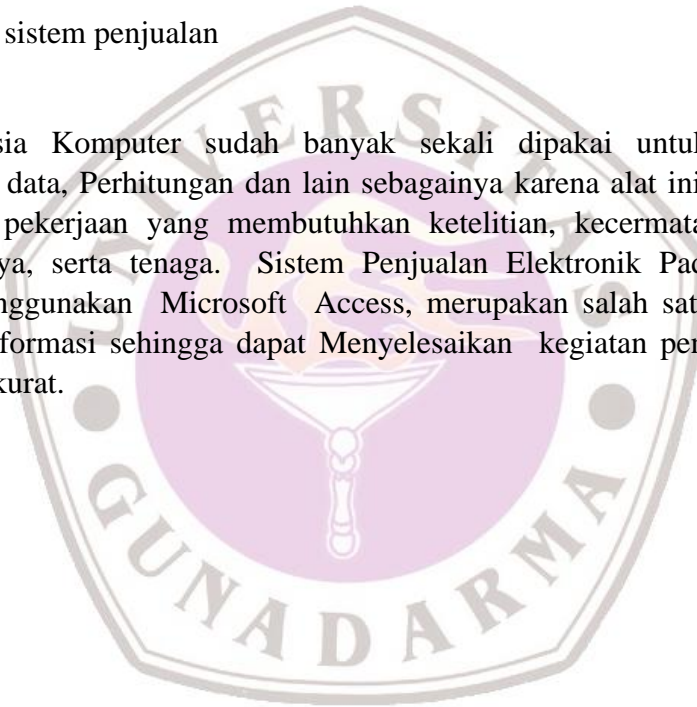 sistem penjualan
sia Komputer sudah banyak sekali dipakai untu
data, Perhitungan dan lain sebagainya karena alat ini
pekerjaan yang membutuhkan ketelitian, kecermata
ya, serta tenaga. Sistem Penjualan Elektronik Pad
nggunakan Microsoft Access, merupakan salah sat
formasi sehingga dapat Menyelesaikan kegiatan per
kurat.
UNIVERSITAS
GUNADARMA